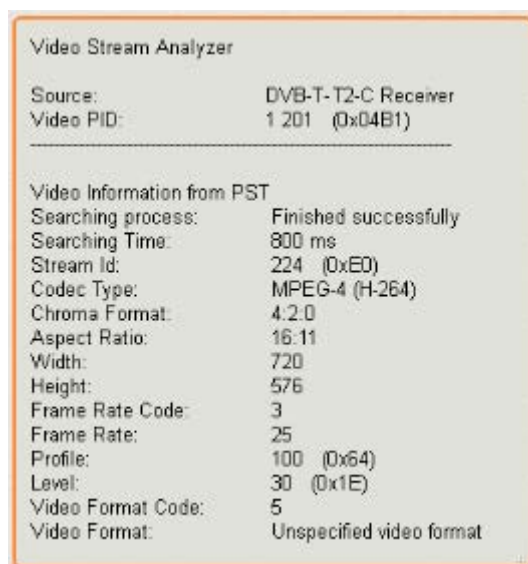 Video Stream Analyzer
Source: DVB-T-T2-C Receiver
Video PID: 1 201 (0x04B1)
Video Information from PST
Searching process: Finished successfully
Searching Time: 800 ms
Stream Id: 224 (0xE0)
Codec Type: MPEG-4 (H-264)
Chroma Format: 4:2:0
Aspect Ratio: 16:11
Width: 720
Height: 576
Frame Rate Code: 3
Frame Rate: 25
Profile: 100 (0x64)
Level: 30 (0x1E)
Video Format Code: 5
Video Format: Unspecified video format